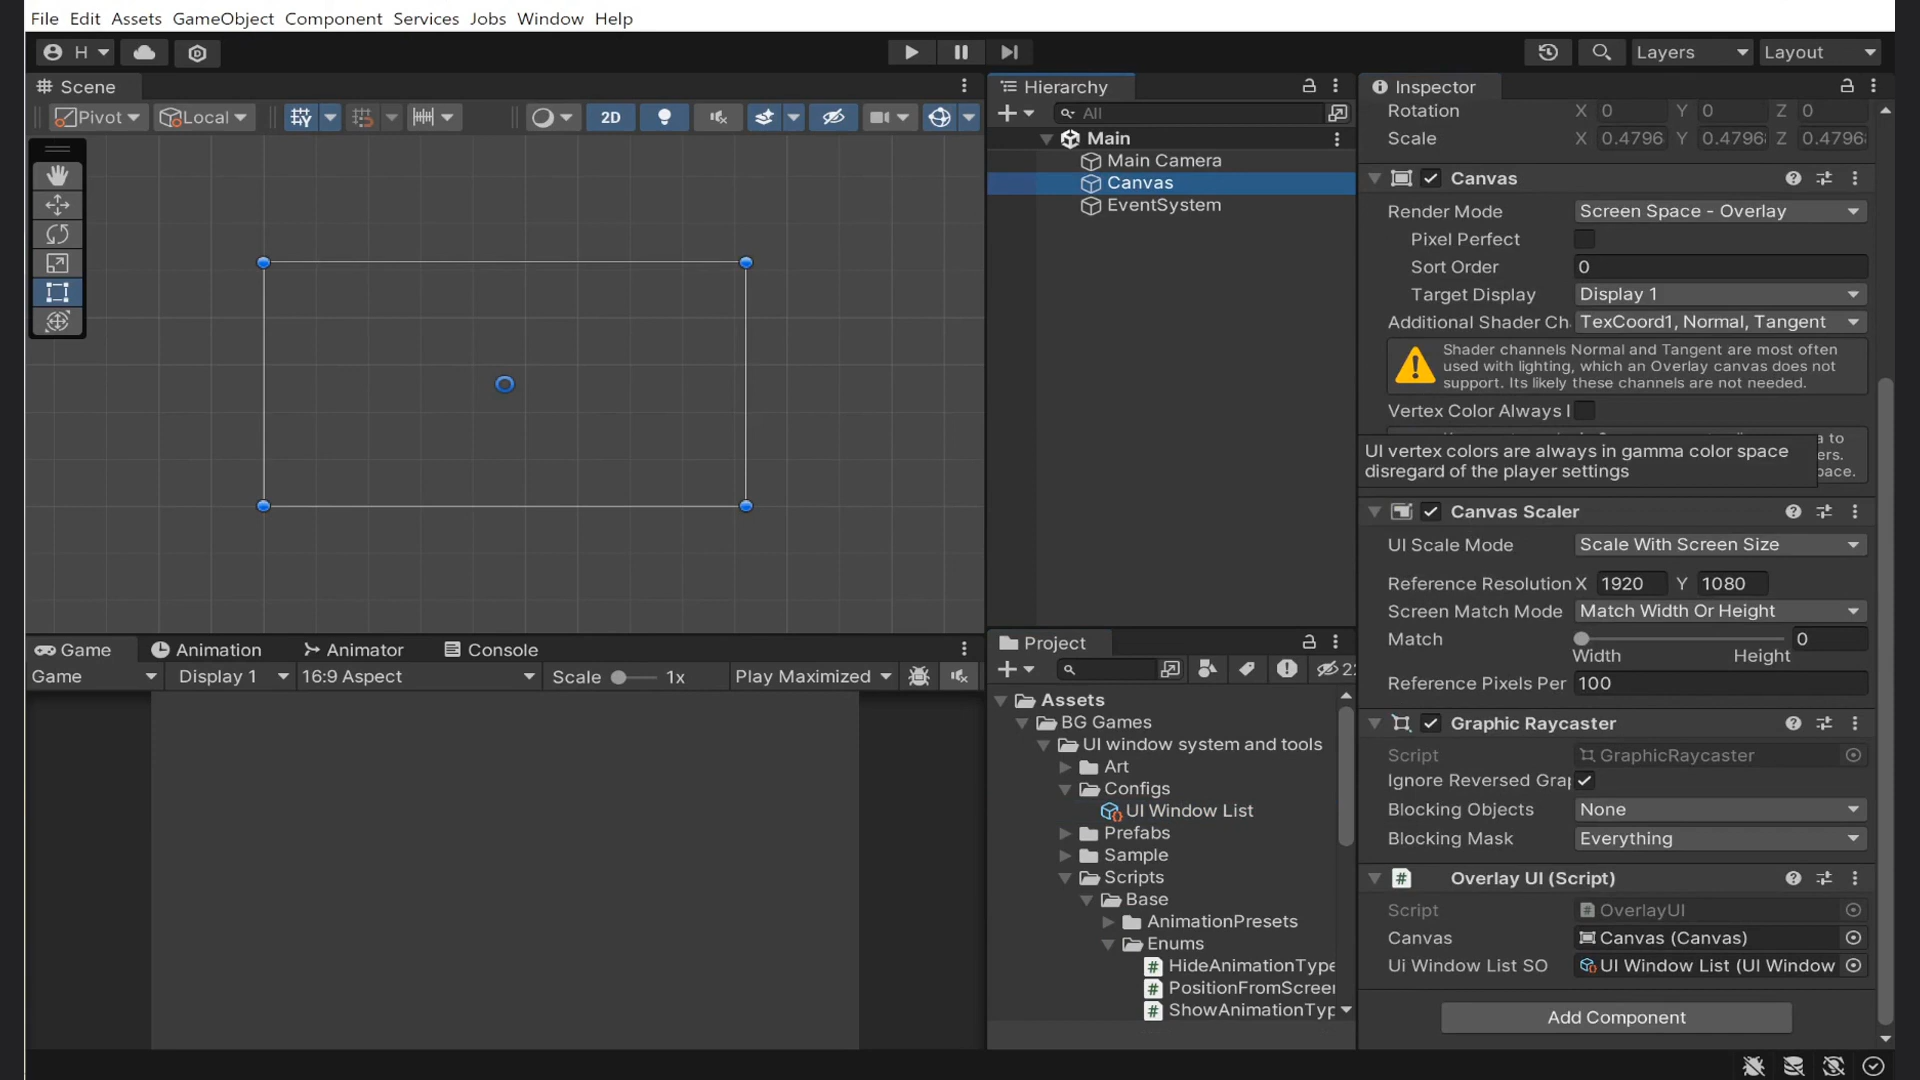 File Edit Assets GameObject Component Services Jobs Window Help
H Layers Layout
Scene
Pivot Local 2D
Hierarchy
All
Main
Main Camera
Canvas
EventSystem
Inspector
Rotation X 0 Y 0 Z 0
Scale X 0.4796 Y 0.4796 Z 0.4796
Canvas
Render Mode Screen Space - Overlay
Pixel Perfect
Sort Order 0
Target Display Display 1
Additional Shader Ch TexCoord1, Normal, Tangent
Shader channels Normal and Tangent are most often
used with lighting, which an Overlay canvas does not
support. Its likely these channels are not needed.
Vertex Color Always I
a to
UI vertex colors are always in gamma color space
ers.
disregard of the player settings
pace.
Canvas Scaler
UI Scale Mode Scale With Screen Size
Reference Resolution X 1920 Y 1080
Screen Match Mode Match Width Or Height
Match 0
Width Height
Reference Pixels Per 100
Graphic Raycaster
Script GraphicRaycaster
Ignore Reversed Gra
Blocking Objects None
Blocking Mask Everything
Overlay UI (Script)
Script OverlayUI
Canvas Canvas (Canvas)
Ui Window List SO UI Window List (UI Window
Add Component
Game Animation Animator Console
Game Display 1 16:9 Aspect Scale 1x Play Maximized
Project
2
Assets
BG Games
UI window system and tools
Art
Configs
UI Window List
Prefabs
Sample
Scripts
Base
AnimationPresets
Enums
HideAnimationType
PositionFromScreen
ShowAnimationTyp